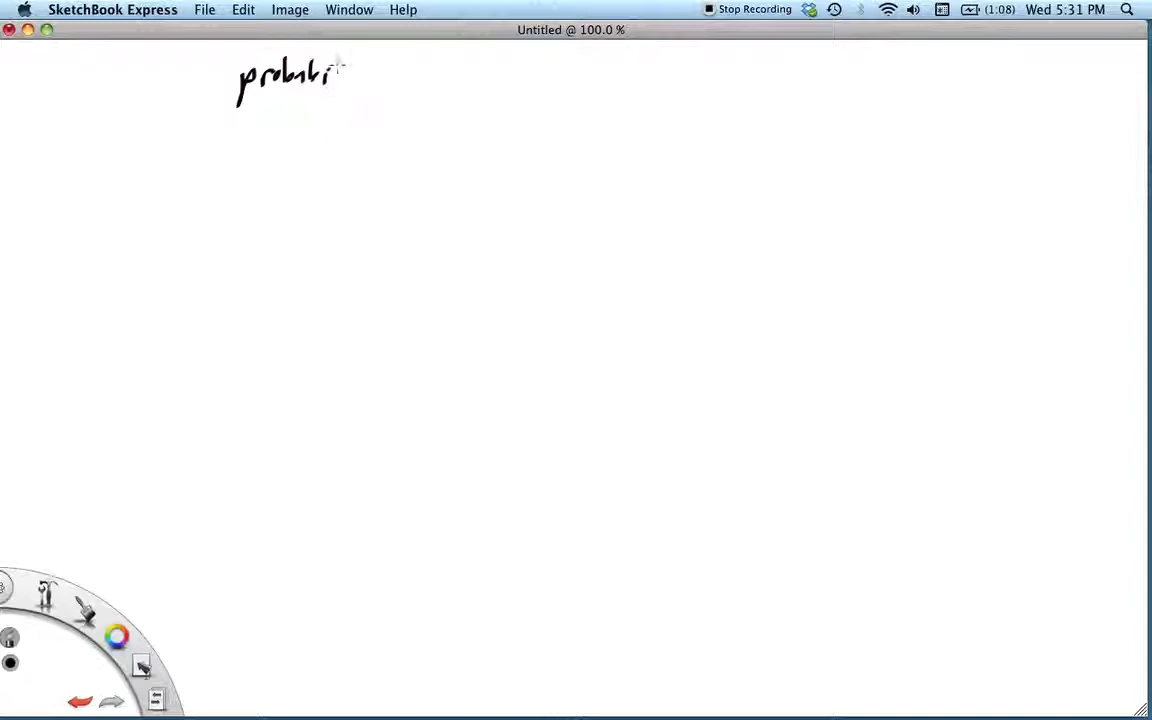 SketchBook Express File Edit Image Window Help Stop Recording (1:08) Wed 5:31 PM
Untitled @ 100.0 %
probabi